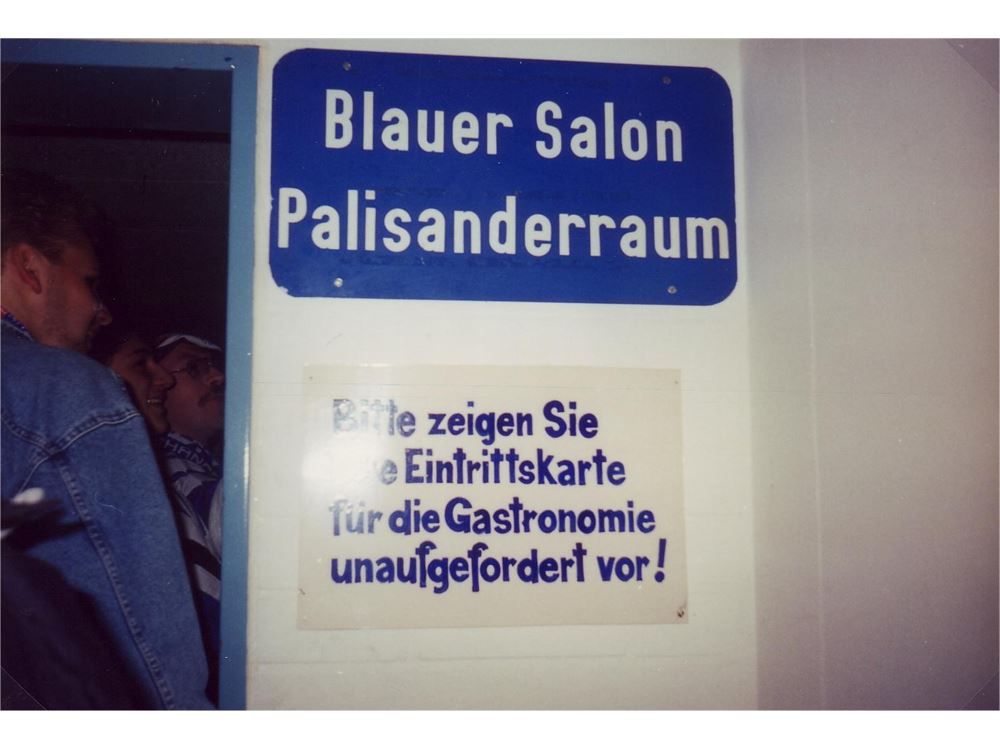 Blauer Salon
Palisanderraum
Bitte zeigen Sie
Eintrittskarte
für die Gastronomie
unaufgefordert vor!